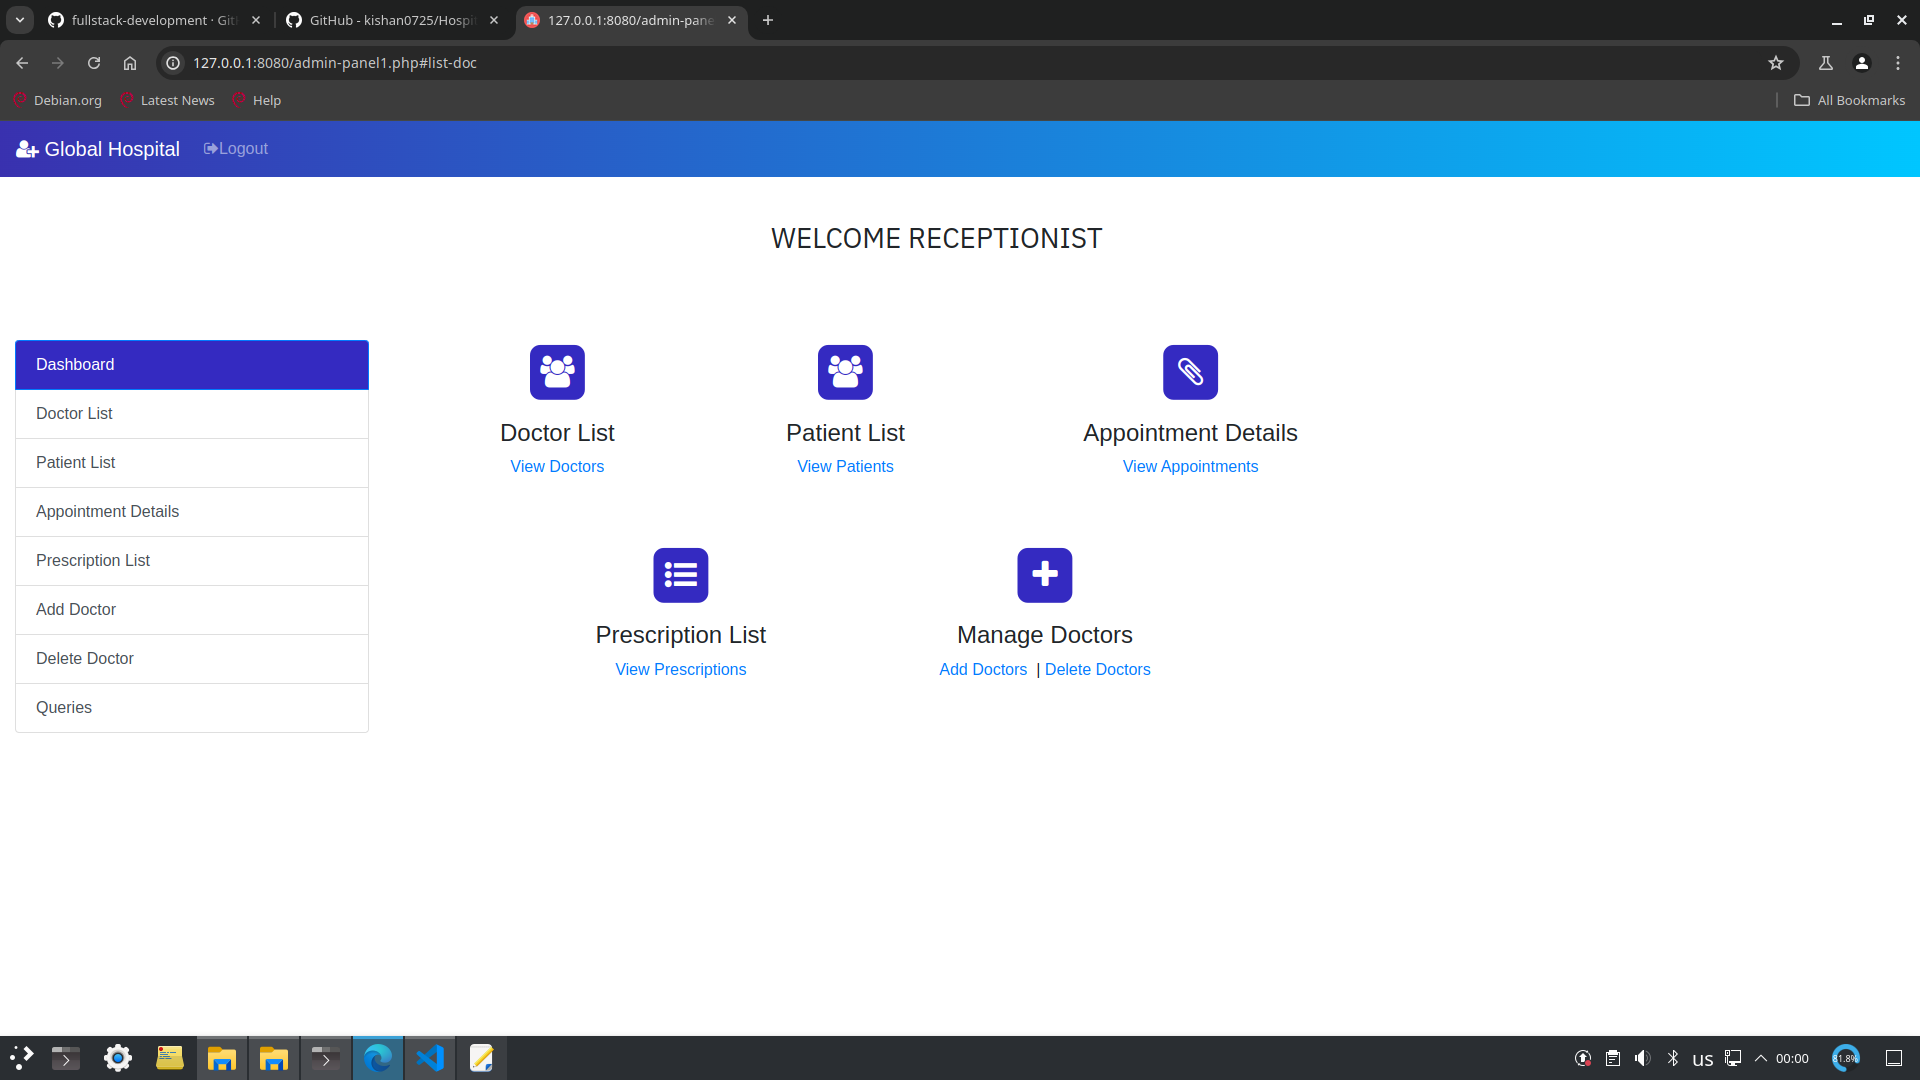 fullstack-development · Git
GitHub - kishan0725/Hospi
127.0.0.1:8080/admin-pane
127.0.0.1:8080/admin-panel1.php#list-doc
Debian.org
Latest News
Help
All Bookmarks
Global Hospital
Logout
WELCOME RECEPTIONIST
Dashboard
Doctor List
Patient List
Appointment Details
Prescription List
Add Doctor
Delete Doctor
Queries
Doctor List
View Doctors
Patient List
View Patients
Appointment Details
View Appointments
Prescription List
View Prescriptions
Manage Doctors
Add Doctors | Delete Doctors
us
00:00
81.8%